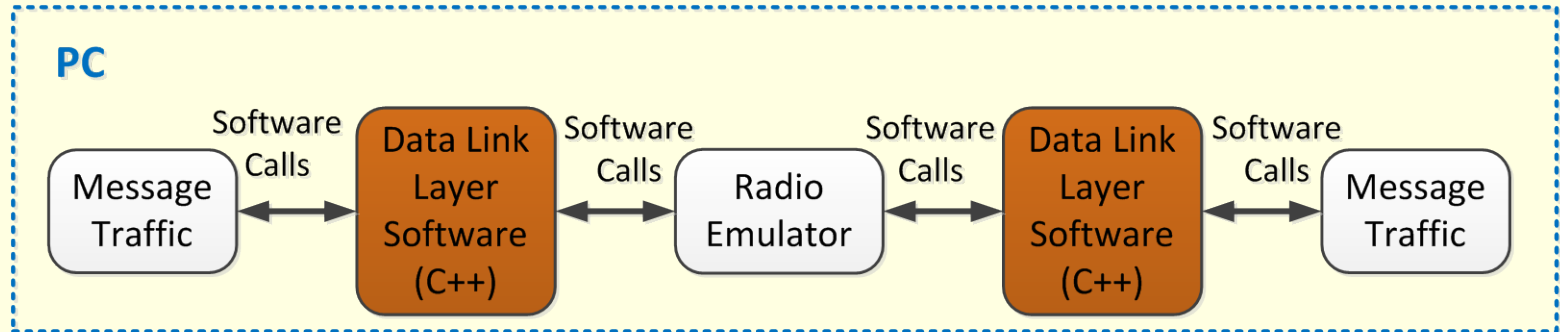 PC
Message
Traffic
Software
Calls
Data Link
Layer
Software
(C++)
Software
Calls
Radio
Emulator
Software
Calls
Data Link
Layer
Software
(C++)
Software
Calls
Message
Traffic